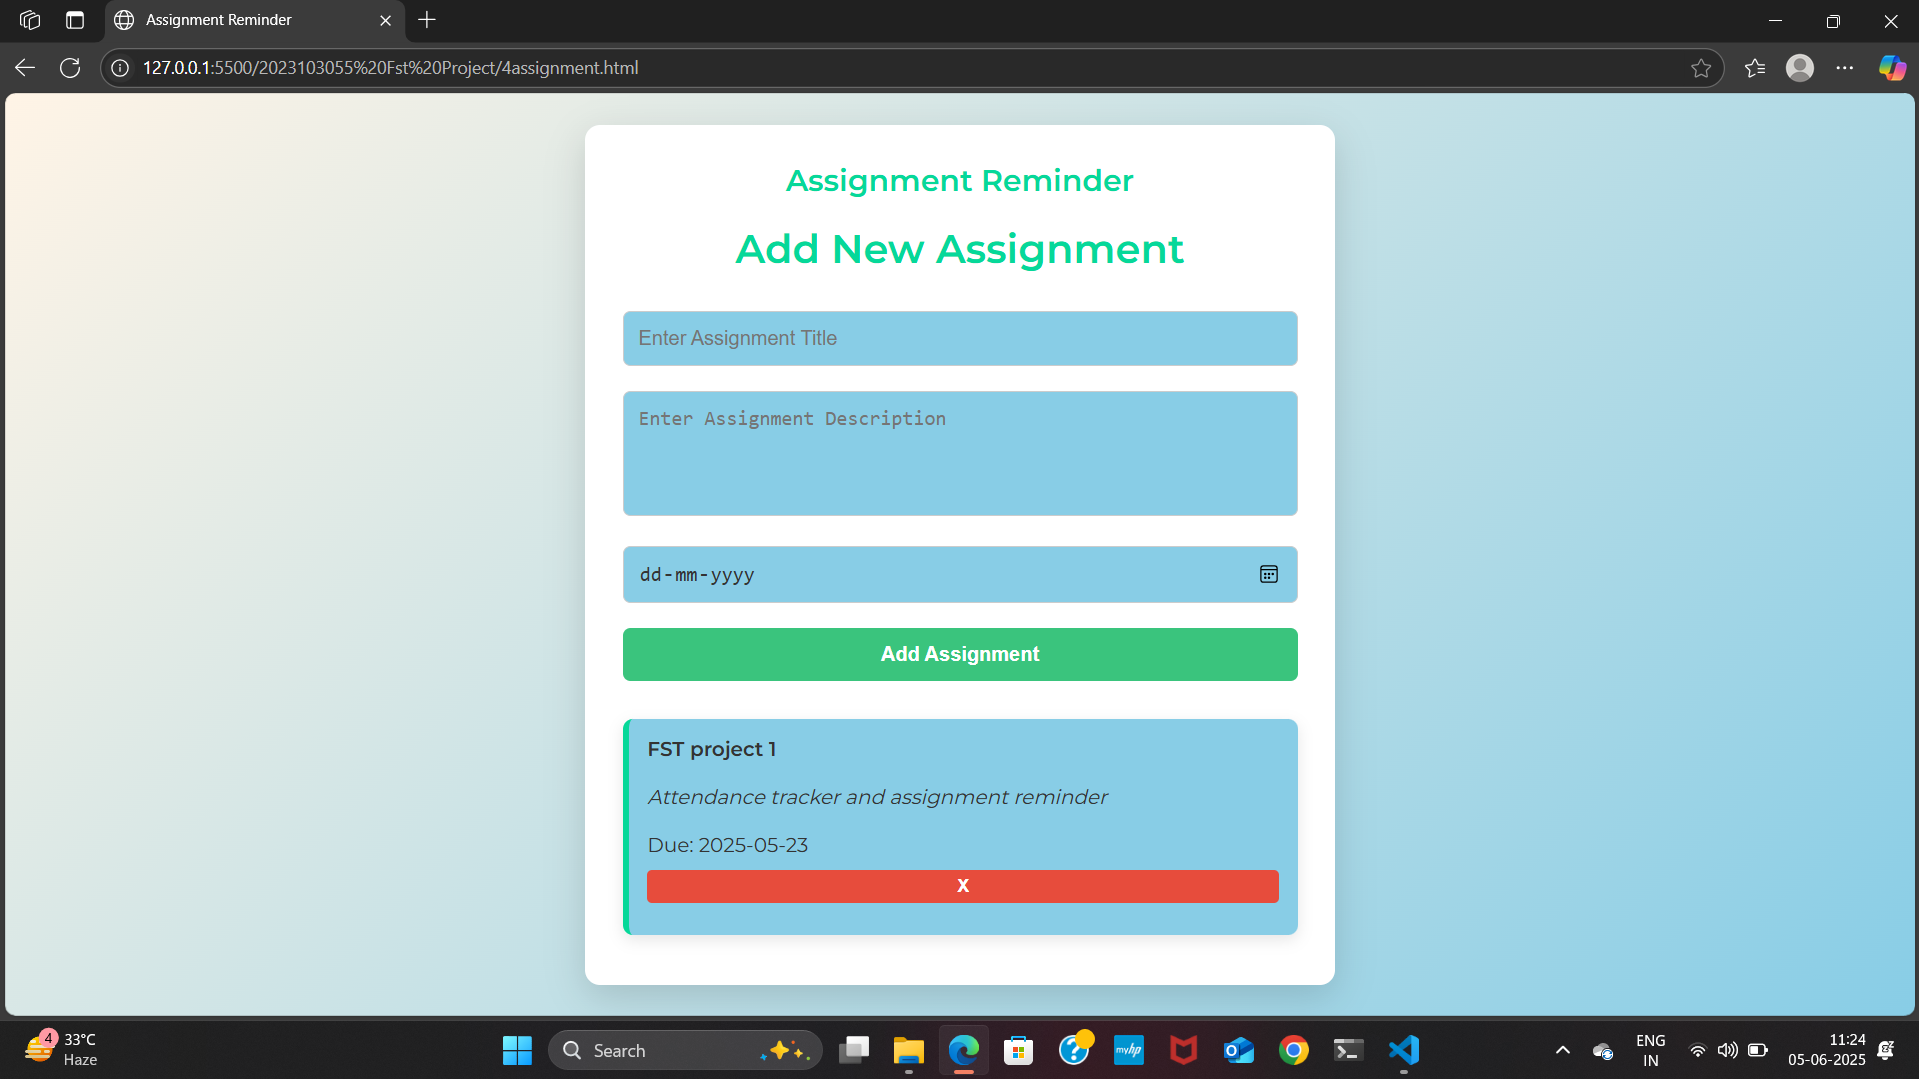 Assignment Reminder
127.0.0.1:5500/2023103055%20Fst%20Project/4assignment.html
Assignment Reminder
Add New Assignment
Enter Assignment Title
Enter Assignment Description
dd-mm-yyyy
Add Assignment
FST project 1
Attendance tracker and assignment reminder
Due: 2025-05-23
X
4
33°C
Haze
Search
myhp
ENG
IN
11:24
05-06-2025